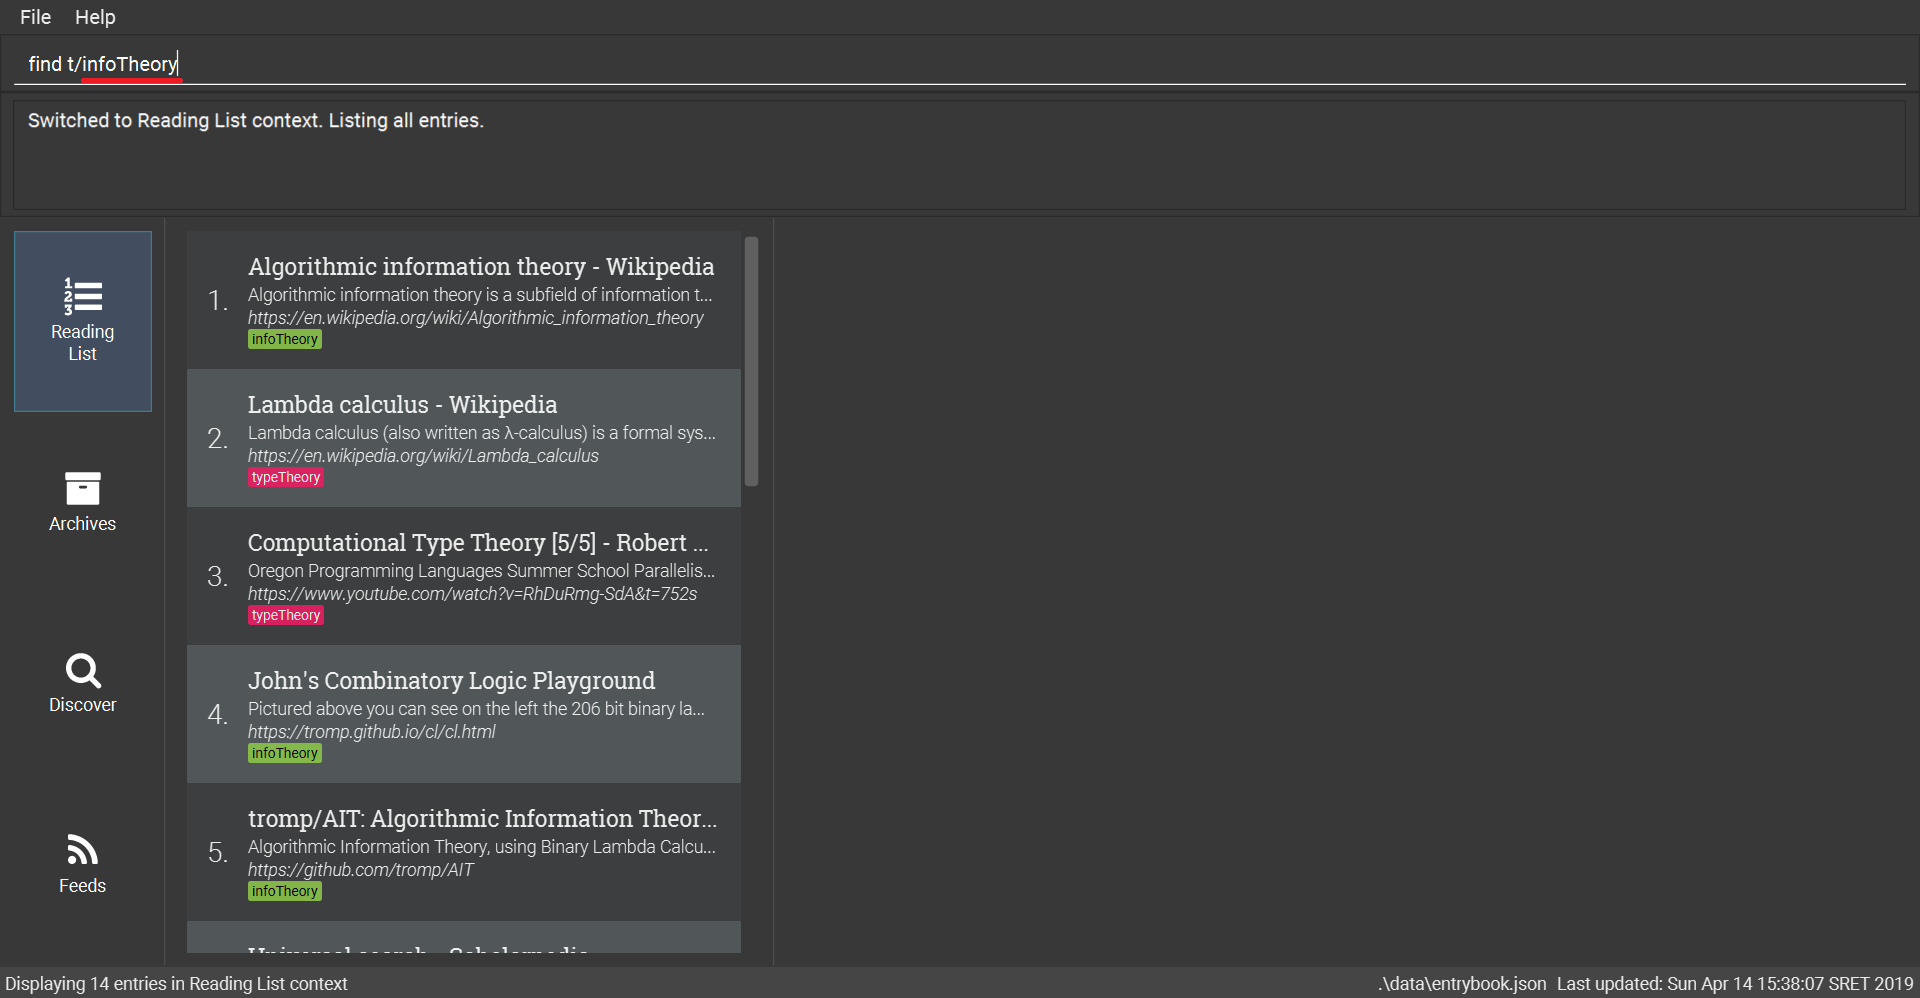 File Help
find t/infoTheory
Switched to Reading List context. Listing all entries.
Reading
List
Archives
Discover
Feeds
1.
Algorithmic information theory - Wikipedia
Algorithmic information theory is a subfield of information t...
https://en.wikipedia.org/wiki/Algorithmic_information_theory
infoTheory
2.
Lambda calculus - Wikipedia
Lambda calculus (also written as λ-calculus) is a formal sys...
https://en.wikipedia.org/wiki/Lambda_calculus
typeTheory
3.
Computational Type Theory [5/5] - Robert ...
Oregon Programming Languages Summer School Parallelis...
https://www.youtube.com/watch?v=RhDuRmg-SdA&t=752s
typeTheory
4.
John's Combinatory Logic Playground
Pictured above you can see on the left the 206 bit binary la...
https://tromp.github.io/cl/cl.html
infoTheory
5.
tromp/AIT: Algorithmic Information Theor...
Algorithmic Information Theory, using Binary Lambda Calcu...
https://github.com/tromp/AIT
infoTheory
Universal search - Scholarpedia
Displaying 14 entries in Reading List context
.\data\entrybook.json Last updated: Sun Apr 14 15:38:07 SRET 2019